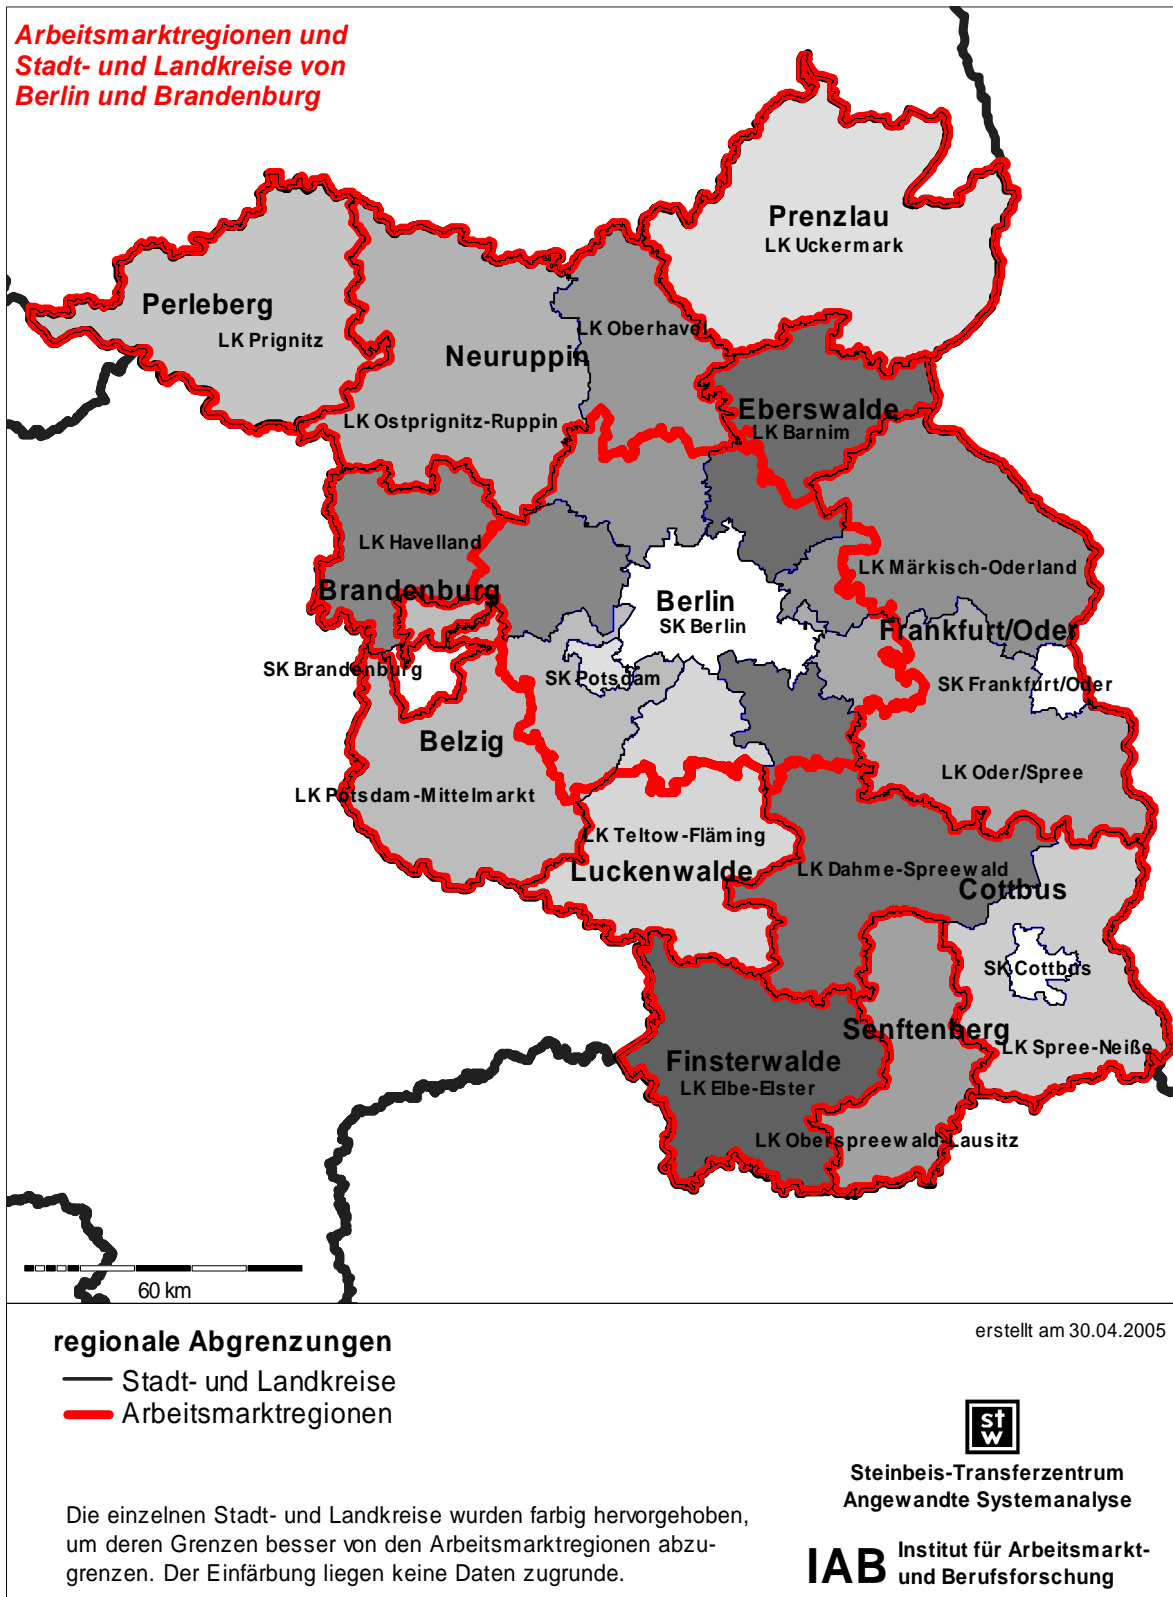 Arbeitsmarktregionen und
Stadt- und Landkreise von
Berlin und Brandenburg
Prenzlau
LK Uckermark
Perleberg
LK Prignitz
LK Oberhavel
Neuruppin
Eberswalde
LK Ostprignitz-Ruppin
LK Barnim
LK Havelland
LK Märkisch-Oderland
Brandenburg
Berlin
SK Berlin
Frankfurt/Oder
SK Brandenburg
SK Potsdam
SK Frankfurt/Oder
Belzig
LK Oder/Spree
LK Potsdam-Mittelmarkt
LK Teltow-Fläming
Luckenwalde
LK Dahme-Spreewald
Cottbus
SK Cottbus
Senftenberg
LK Spree-Neiße
Finsterwalde
LK Elbe-Elster
LK Oberspreewald-Lausitz
60 km
regionale Abgrenzungen
erstellt am 30.04.2005
Stadt- und Landkreise
Arbeitsmarktregionen
st
w
Steinbeis-Transferzentrum
Angewandte Systemanalyse
Die einzelnen Stadt- und Landkreise wurden farbig hervorgehoben,
um deren Grenzen besser von den Arbeitsmarktregionen abzu-
grenzen. Der Einfärbung liegen keine Daten zugrunde.
IAB Institut für Arbeitsmarkt-
und Berufsforschung